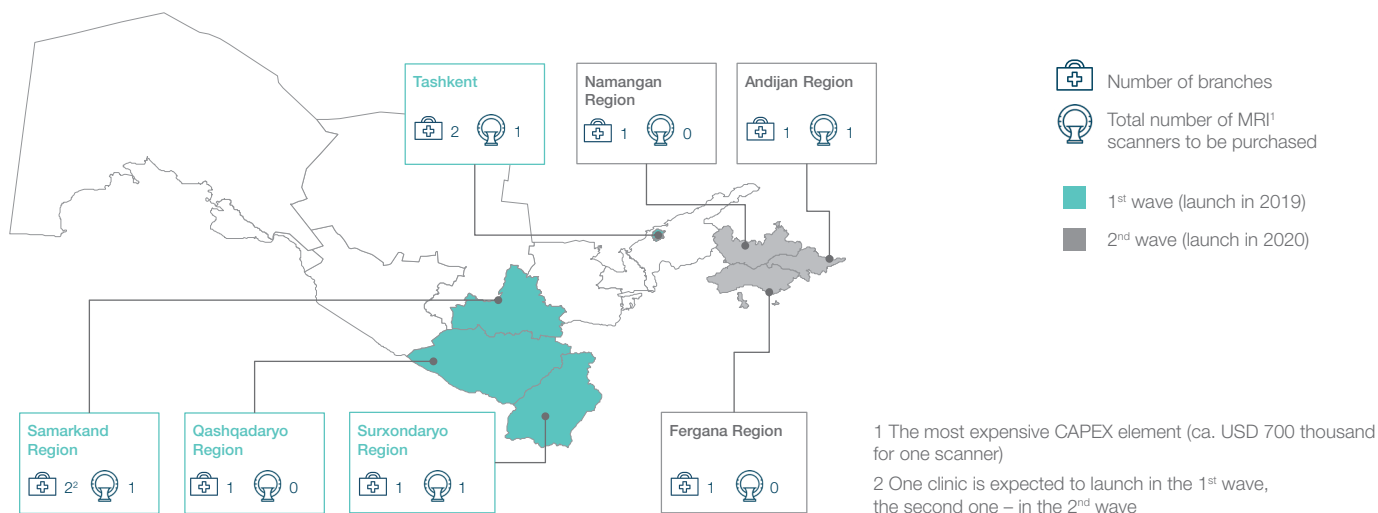 Tashkent
2 1
Namangan
Region
1 0
Andijan Region
1 1
Number of branches
Total number of MRI¹
scanners to be purchased
1st wave (launch in 2019)
2nd wave (launch in 2020)
Samarkand
Region
2² 1
Qashqadaryo
Region
1 0
Surxondaryo
Region
1 1
Fergana Region
1 0
1 The most expensive CAPEX element (ca. USD 700 thousand
for one scanner)
2 One clinic is expected to launch in the 1st wave,
the second one – in the 2nd wave